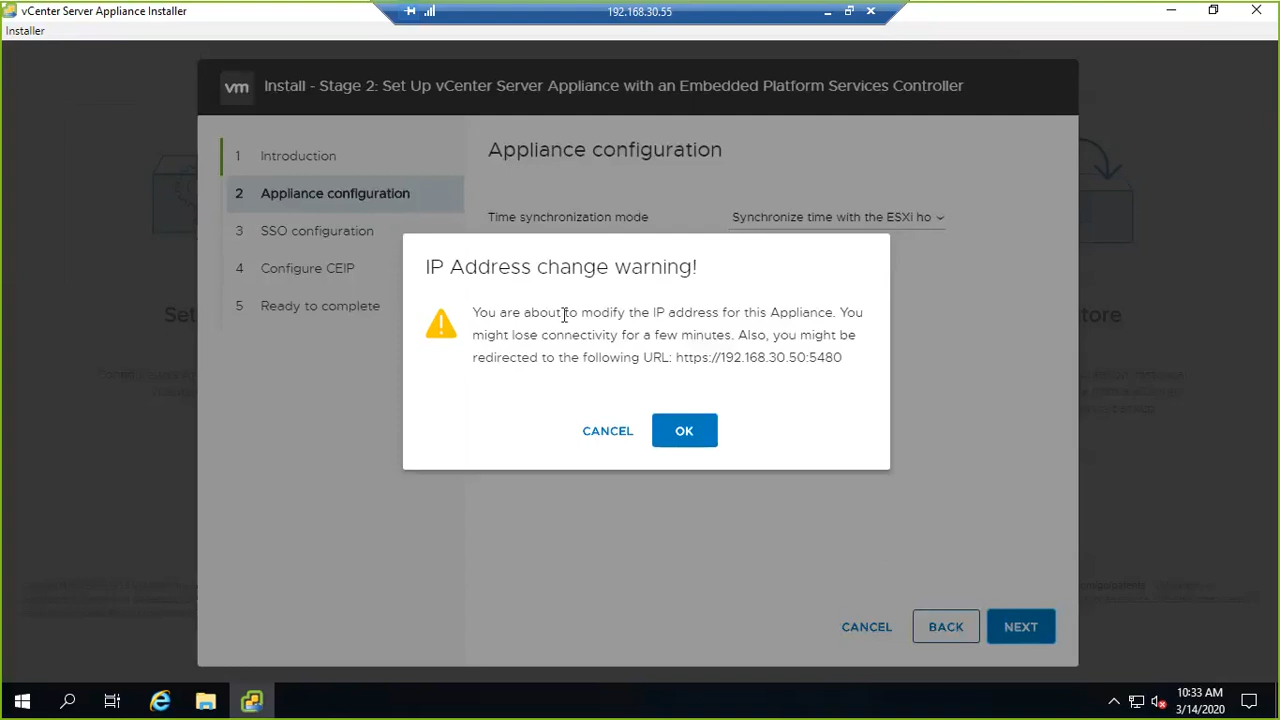 vCenter Server Appliance Installer
192.168.30.55
Installer
vm
Install - Stage 2: Set Up vCenter Server Appliance with an Embedded Platform Services Controller
1 Introduction
2 Appliance configuration
3 SSO configuration
4 Configure CEIP
5 Ready to complete
Appliance configuration
Time synchronization mode
Synchronize time with the ESXi ho
IP Address change warning!
You are about to modify the IP address for this Appliance. You
might lose connectivity for a few minutes. Also, you might be
redirected to the following URL: https://192.168.30.50:5480
CANCEL
OK
Set
ore
CANCEL
BACK
NEXT
10:33 AM
3/14/2020